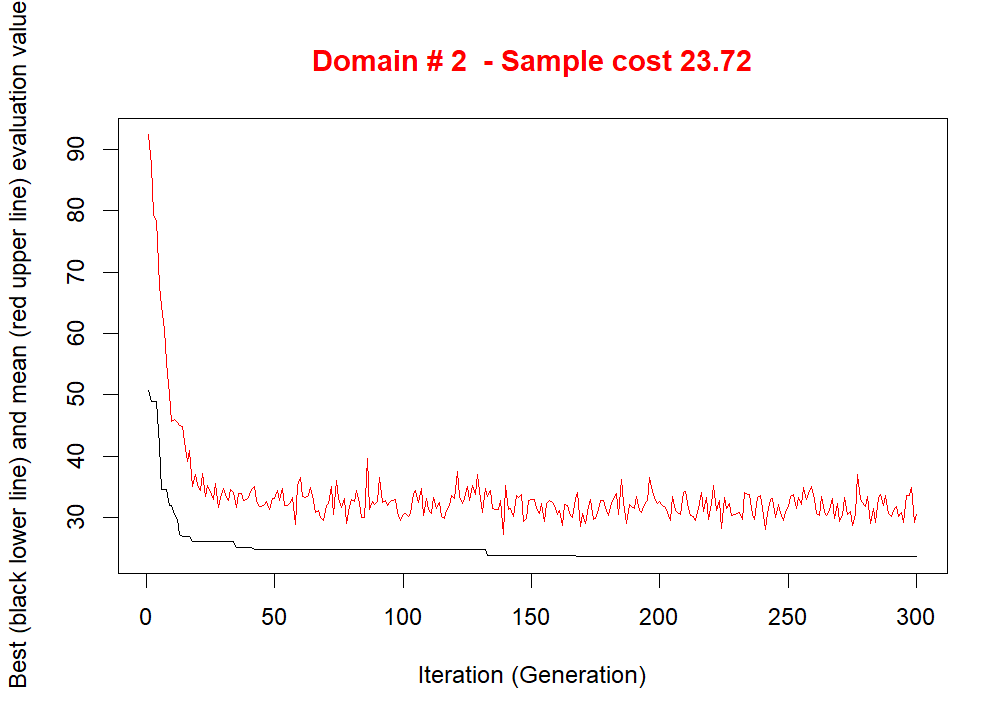 Domain # 2  - Sample cost 23.72
Best (black lower line) and mean (red upper line) evaluation value
90
80
70
60
50
40
30
0 50 100 150 200 250 300
Iteration (Generation)